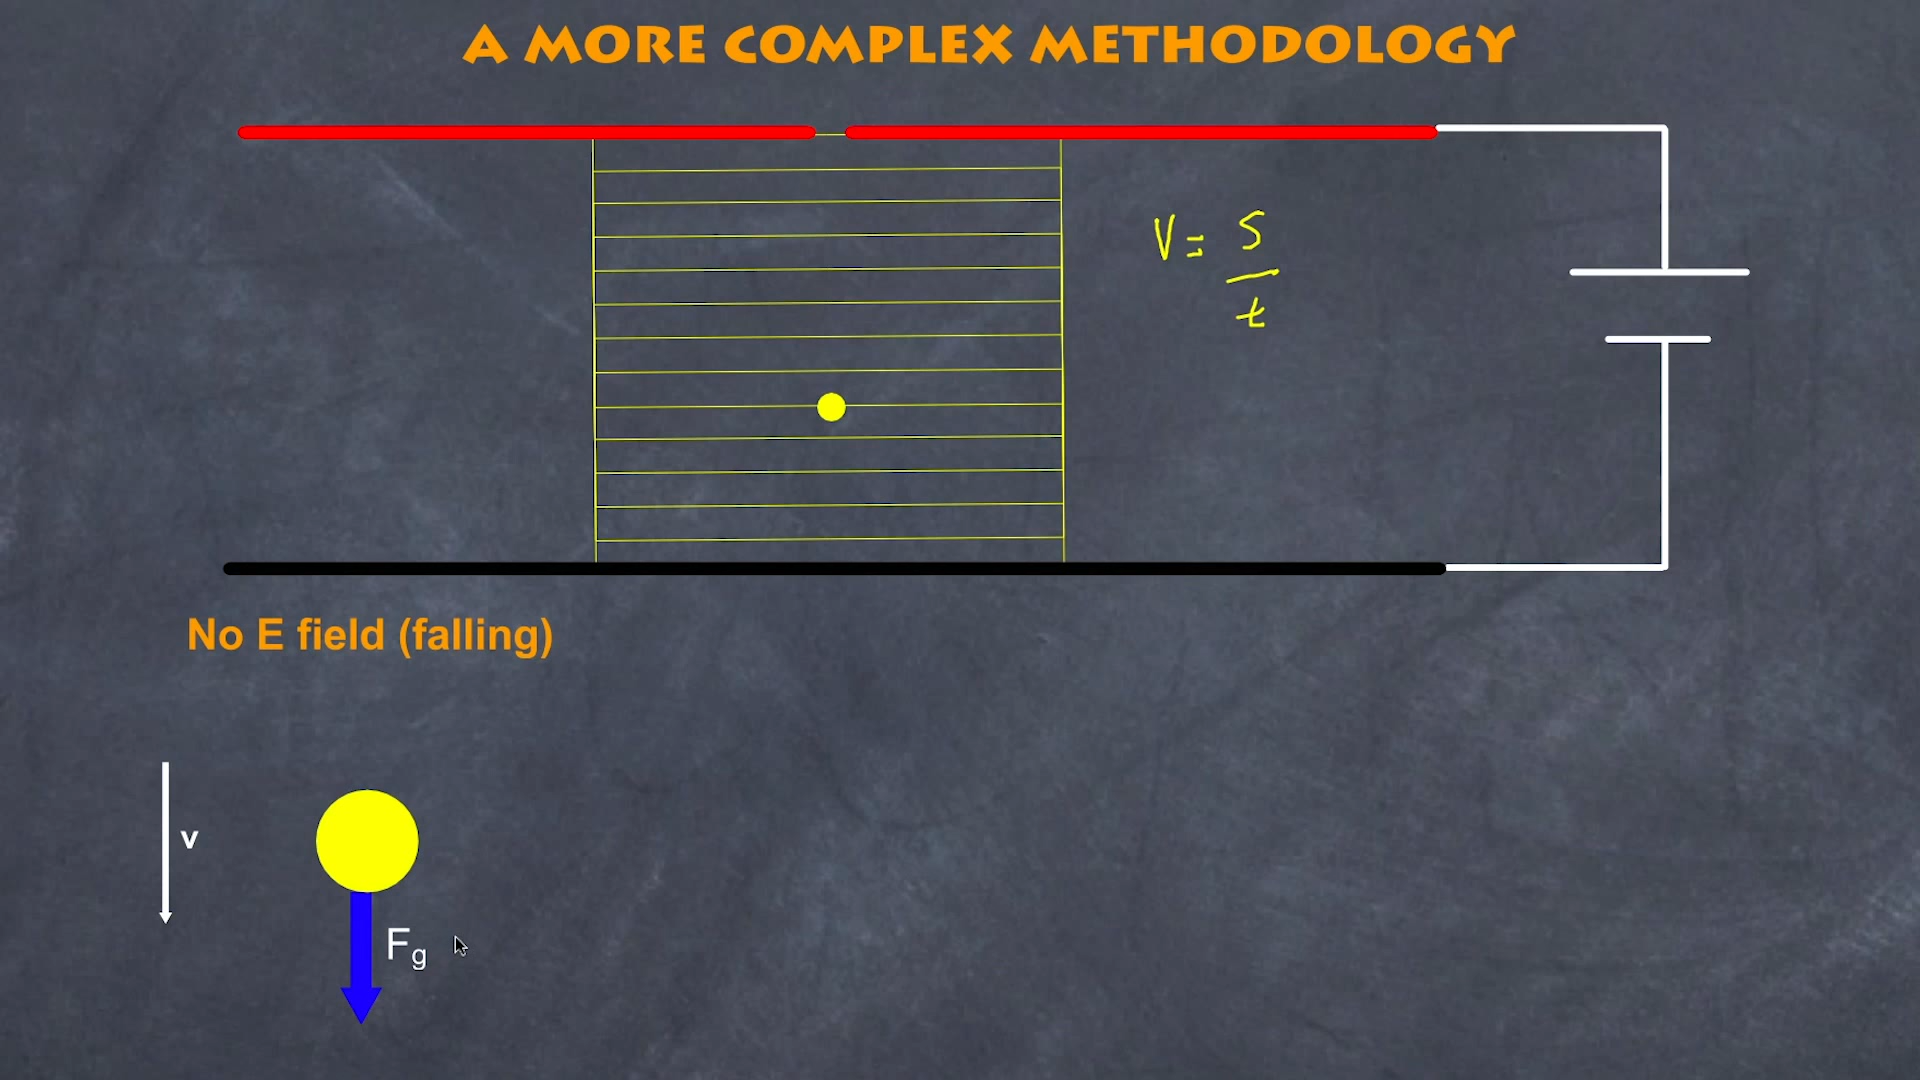 A MORE COMPLEX METHODOLOGY
V = S
t
No E field (falling)
v
Fg